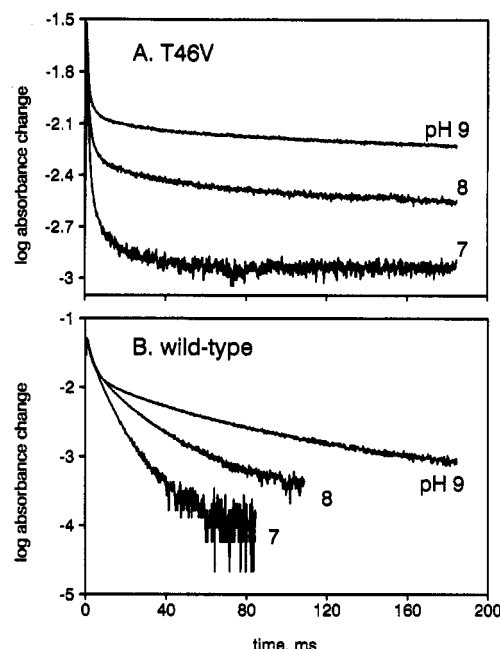 -1.5
A. T46V
-1.8
pH 9
-2.1
8
-2.4
-2.7
7
-3
log absorbance change
-1
B. wild-type
-2
-3
pH 9
8
-4
7
-5
log absorbance change
0 40 80 120 160 200
time, ms